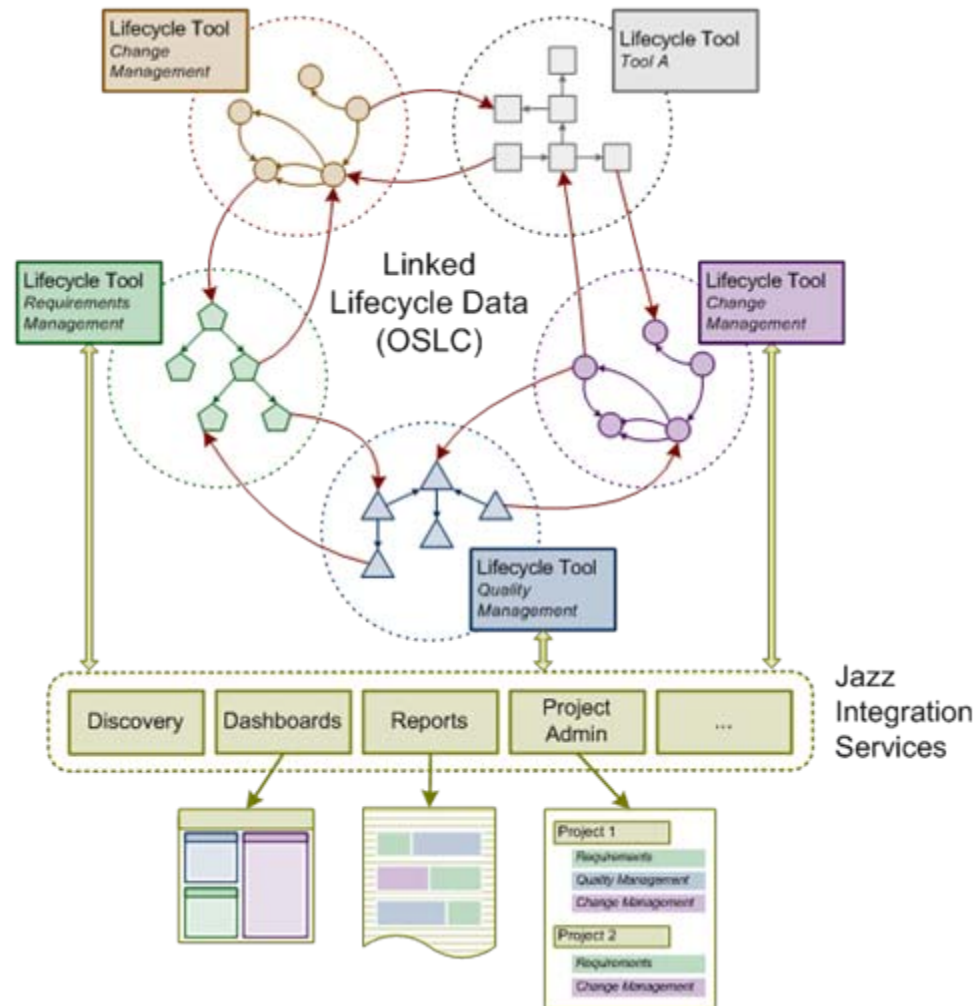 Lifecycle Tool
Change
Management
Lifecycle Tool
Tool A
Linked
Lifecycle Data
(OSLC)
Lifecycle Tool
Requirements
Management
Lifecycle Tool
Change
Management
Lifecycle Tool
Quality
Management
Jazz
Integration
Services
Discovery
Dashboards
Reports
Project
Admin
...
Project 1
Requirements
Quality Management
Change Management
Project 2
Requirements
Change Management